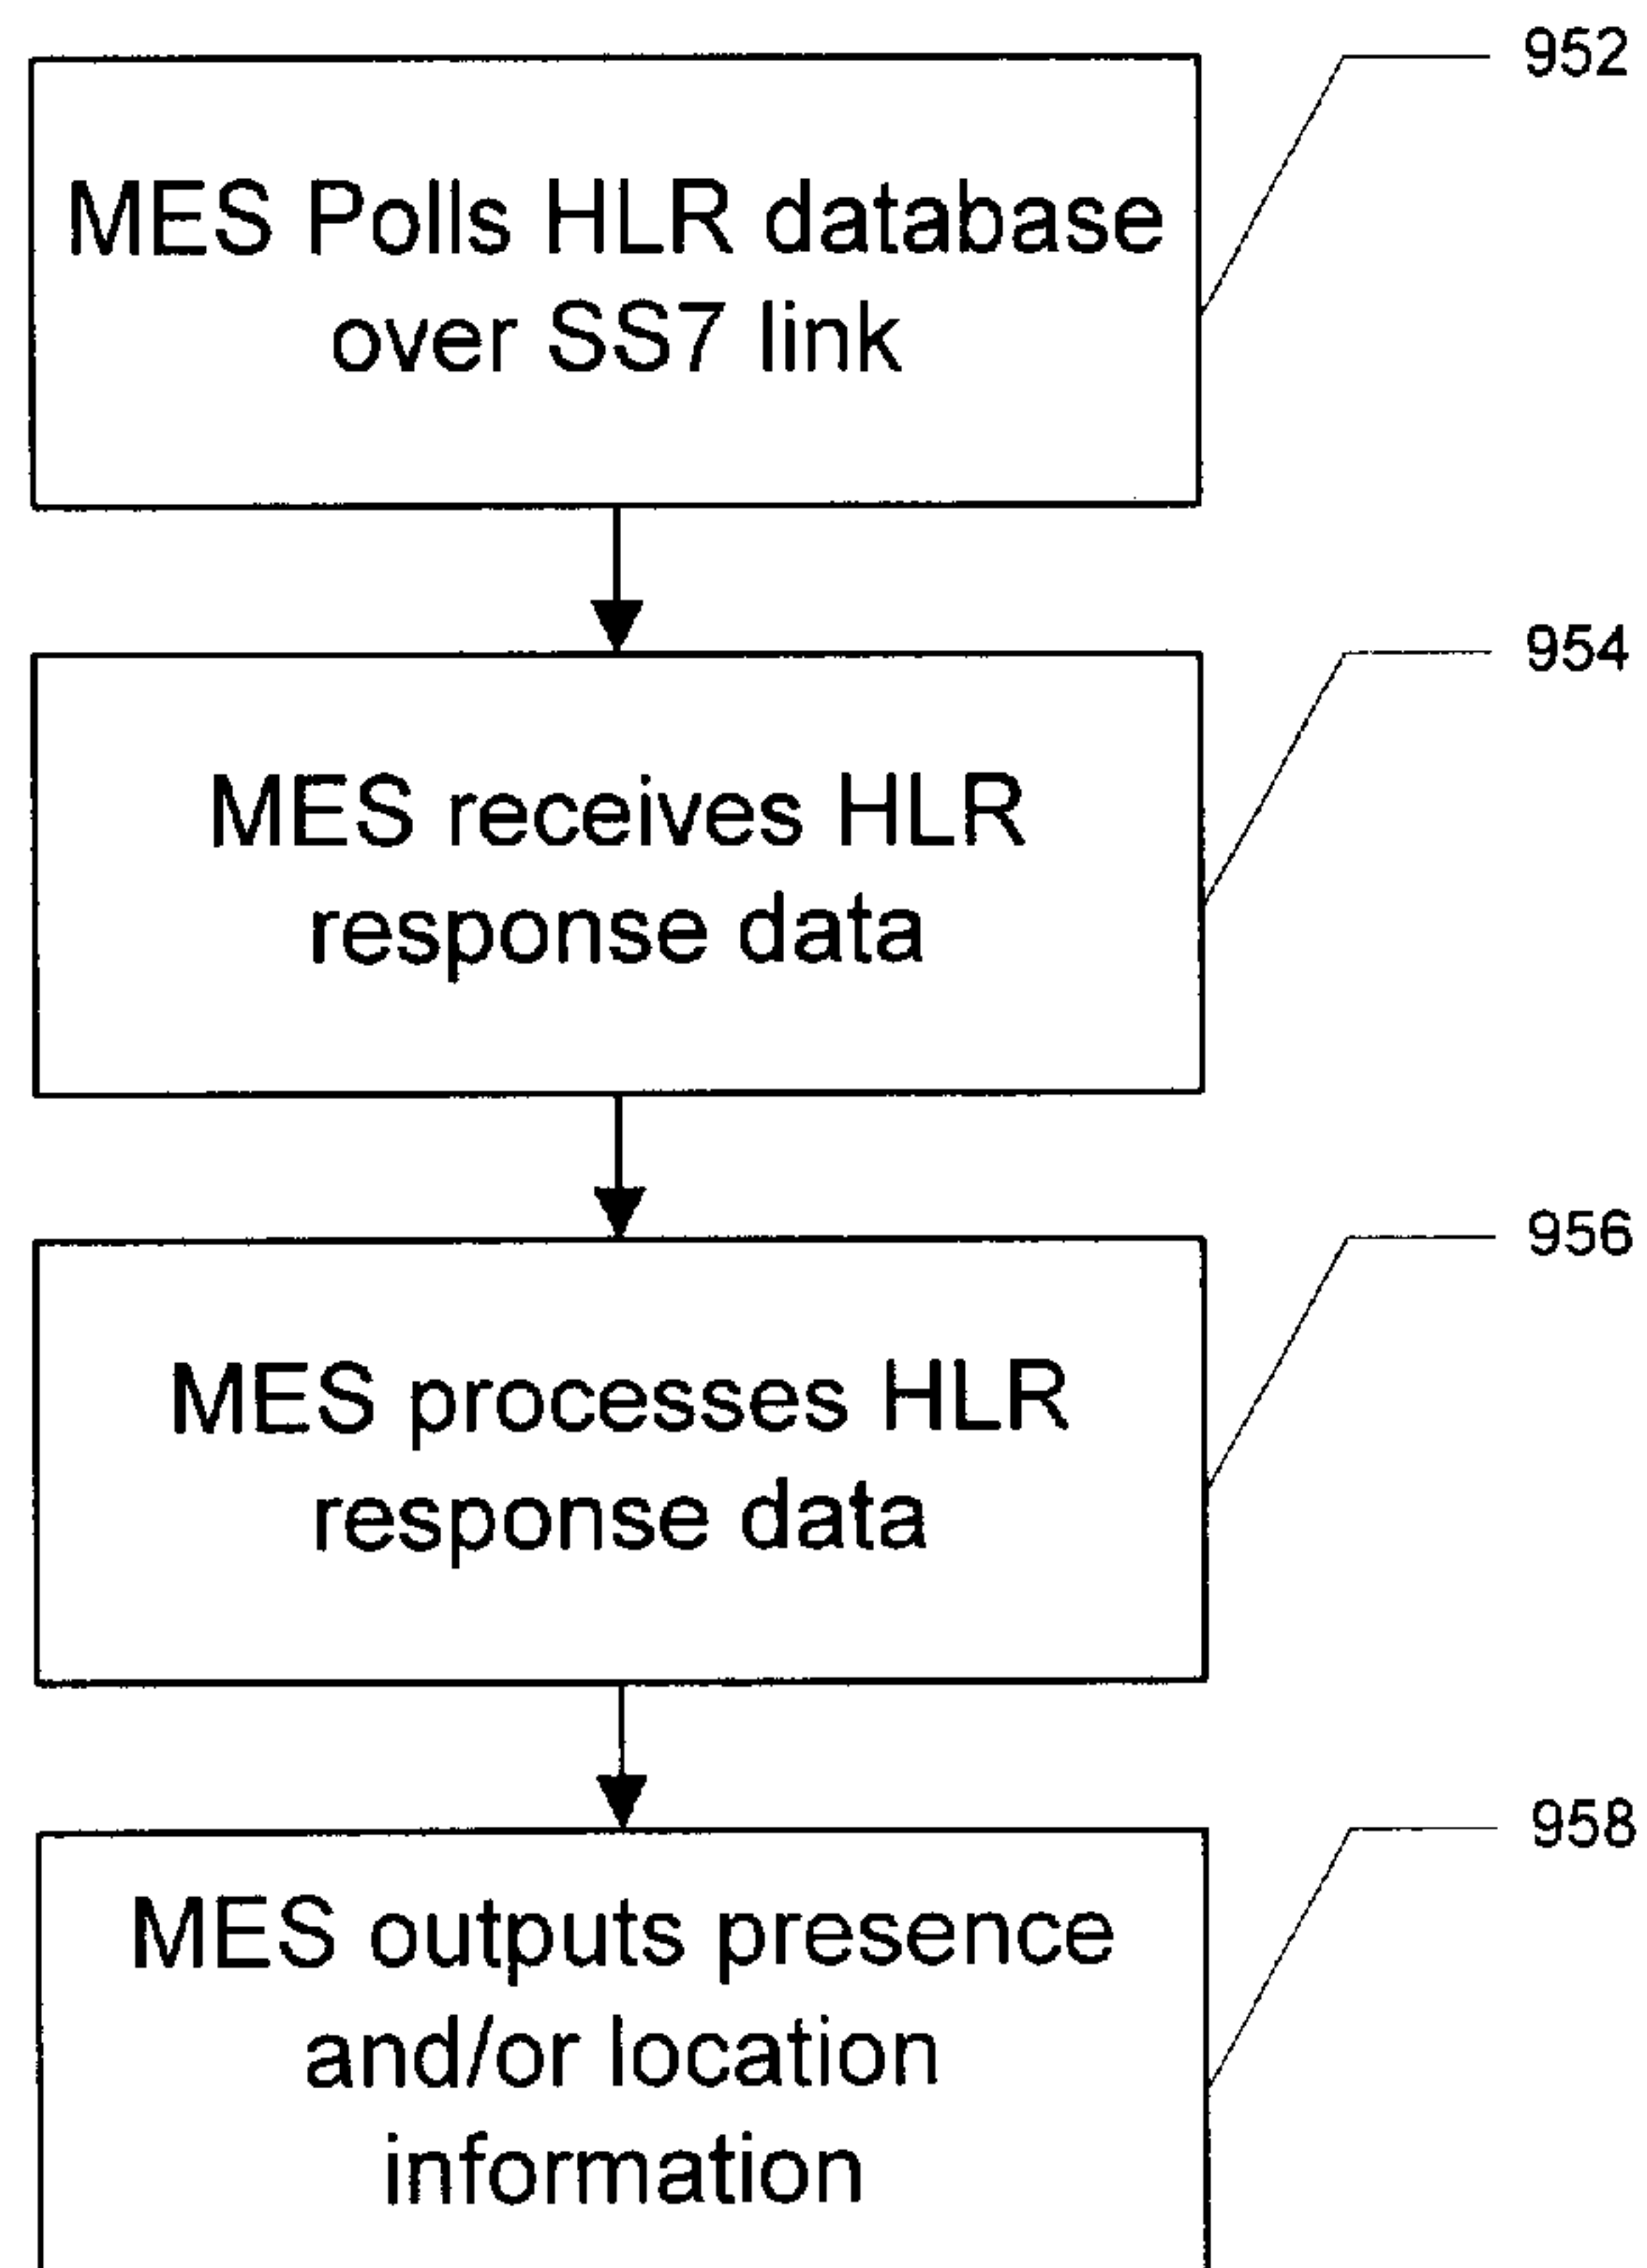 952
MES Polls HLR database
over SS7 link
954
MES receives HLR
response data
956
MES processes HLR
response data
958
MES outputs presence
and/or location
information